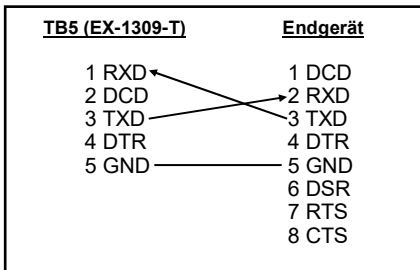 TB5 (EX-1309-T) Endgerät
1 RXD 1 DCD
2 DCD 2 RXD
3 TXD 3 TXD
4 DTR 4 DTR
5 GND 5 GND
6 DSR
7 RTS
8 CTS